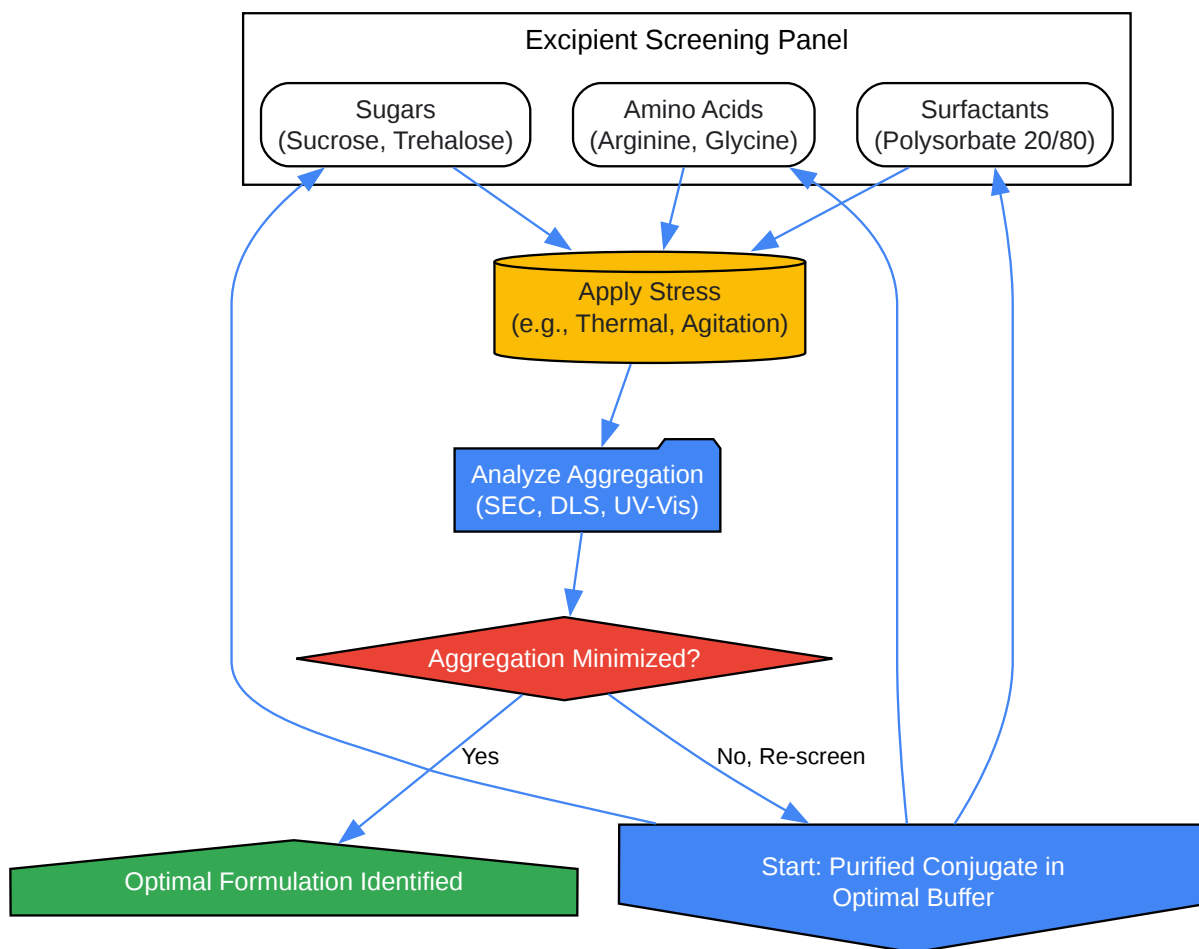 Excipient Screening Panel
Sugars
(Sucrose, Trehalose)
Amino Acids
(Arginine, Glycine)
Surfactants
(Polysorbate 20/80)
Apply Stress
(e.g., Thermal, Agitation)
Analyze Aggregation
(SEC, DLS, UV-Vis)
Aggregation Minimized?
Yes
No, Re-screen
Optimal Formulation Identified
Start: Purified Conjugate in
Optimal Buffer